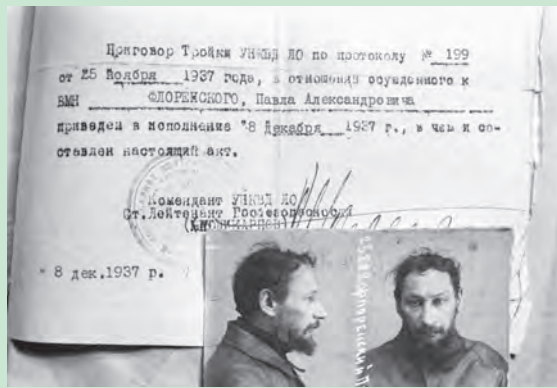 Приговор Тройки УНКВД ЛО по протоколу № 199
от 25 Ноября 1937 года, в отношении осужденного к
ВМН ФЛОРЕНСКОГО, Павла Александровича
приведен в исполнение "8 Декабря 1937 г., в чем и со-
ставлен настоящий акт.
Комендант УНКВД ЛО
Ст. Лейтенант Госбезопасности
" 8 дек. 1937 г.